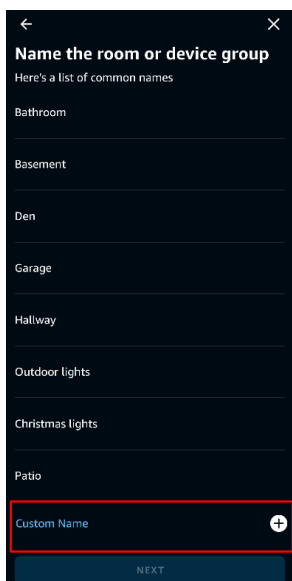 Name the room or device group
Here's a list of common names
Bathroom
Basement
Den
Garage
Hallway
Outdoor lights
Christmas lights
Patio
Custom Name
NEXT